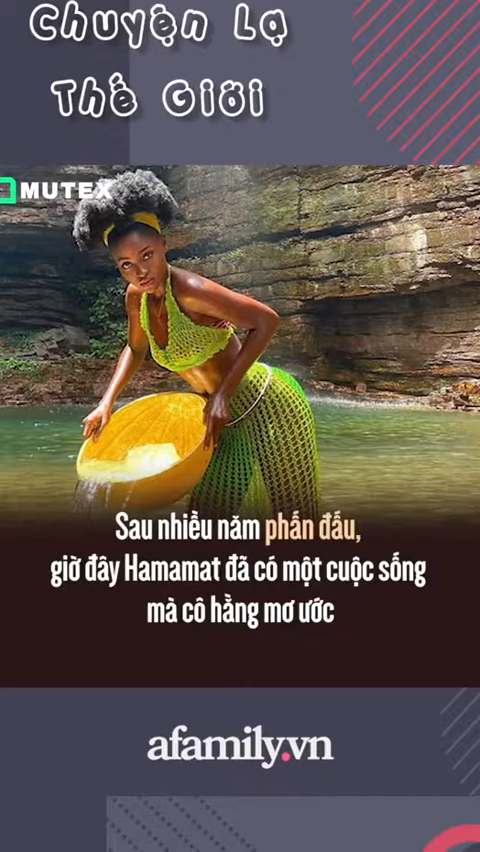 Chuyện Lạ
Thế Giới
MUTEX
Sau nhiều năm phấn đấu,
giờ đây Hamamat đã có một cuộc sống
mà cô hằng mơ ước
afamily.vn